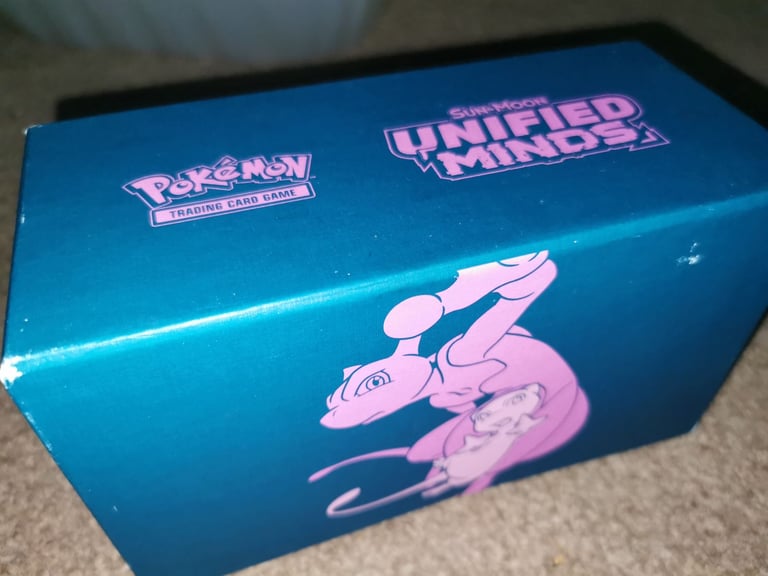 POKéMON
TRADING CARD GAME
SUN & MOON
UNIFIED
MINDS